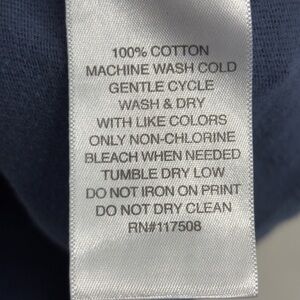 100% COTTON
MACHINE WASH COLD
GENTLE CYCLE
WASH & DRY
WITH LIKE COLORS
ONLY NON-CHLORINE
BLEACH WHEN NEEDED
TUMBLE DRY LOW
DO NOT IRON ON PRINT
DO NOT DRY CLEAN
RN#117508